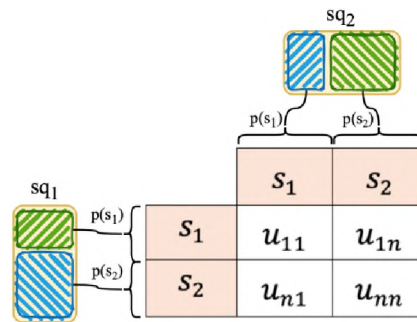 sq₂
p(s₁) p(s₂)
s₁ s₂
sq₁
p(s₁)
s₁ u₁₁ u₁ₙ
p(s₂)
s₂ uₙ₁ uₙₙ